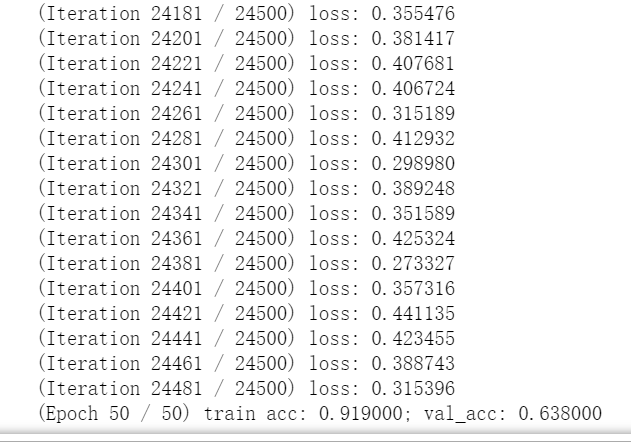 (Iteration 24181 / 24500) loss: 0.355476
(Iteration 24201 / 24500) loss: 0.381417
(Iteration 24221 / 24500) loss: 0.407681
(Iteration 24241 / 24500) loss: 0.406724
(Iteration 24261 / 24500) loss: 0.315189
(Iteration 24281 / 24500) loss: 0.412932
(Iteration 24301 / 24500) loss: 0.298980
(Iteration 24321 / 24500) loss: 0.389248
(Iteration 24341 / 24500) loss: 0.351589
(Iteration 24361 / 24500) loss: 0.425324
(Iteration 24381 / 24500) loss: 0.273327
(Iteration 24401 / 24500) loss: 0.357316
(Iteration 24421 / 24500) loss: 0.441135
(Iteration 24441 / 24500) loss: 0.423455
(Iteration 24461 / 24500) loss: 0.388743
(Iteration 24481 / 24500) loss: 0.315396
(Epoch 50 / 50) train acc: 0.919000; val_acc: 0.638000